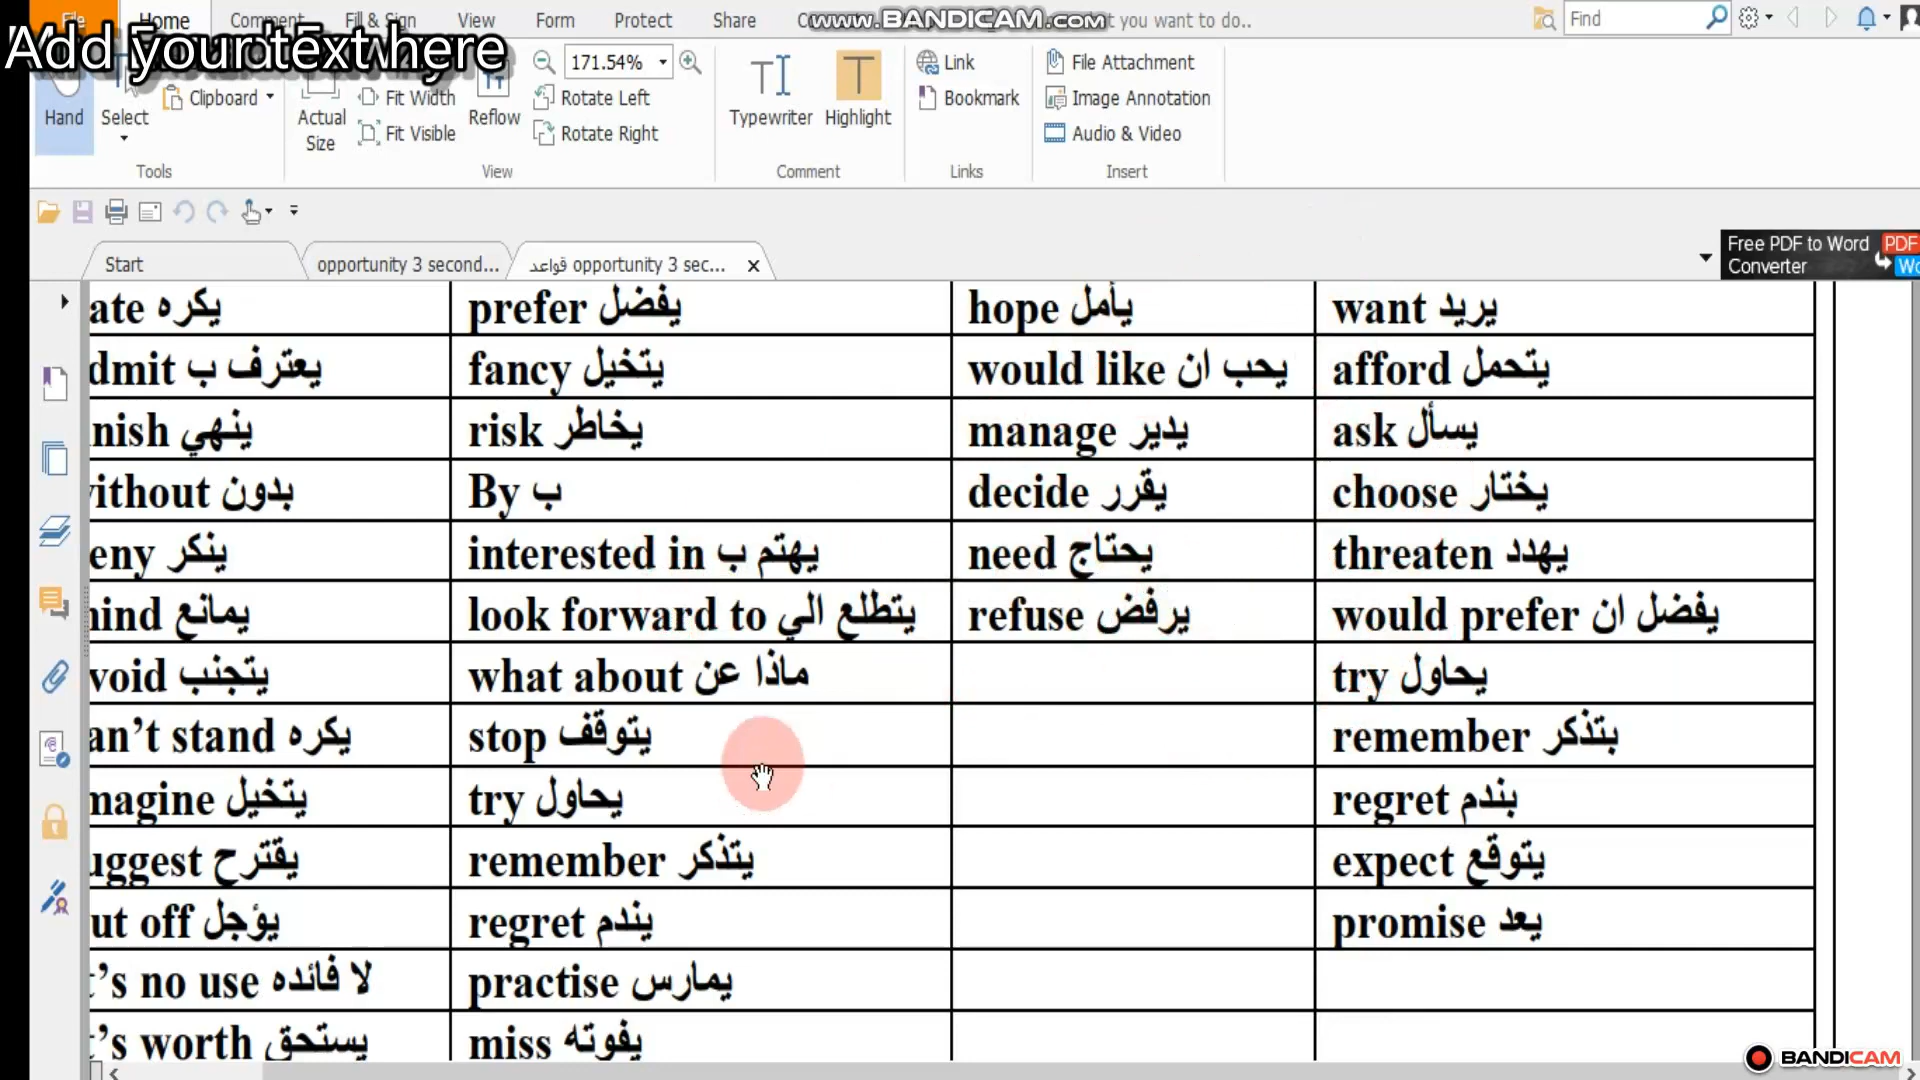 File Home Comment Fill & Sign View Form Protect Share www.BANDICAM.com t you want to do.. Find
Add your text here
171.54%
Link File Attachment
Clipboard Fit Width Rotate Left Bookmark Image Annotation
Hand Select Actual Size Fit Visible Reflow Rotate Right Typewriter Highlight Audio & Video
Tools View Comment Links Insert
Start opportunity 3 second... قواعد opportunity 3 sec...
Free PDF to Word Converter PDF
ate يكره prefer يفضل hope يأمل want يريد
dmit يعترف ب fancy يتخيل would like يحب ان afford يتحمل
nish ينهي risk يخاطر manage يدير ask يسأل
ithout بدون By ب decide يقرر choose يختار
eny ينكر interested in يهتم ب need يحتاج threaten يهدد
ind يمانع look forward to يتطلع الي refuse يرفض would prefer يفضل ان
void يتجنب what about ماذا عن try يحاول
an’t stand يكره stop يتوقف remember بتذكر
magine يتخيل try يحاول regret بندم
uggest يقترح remember يتذكر expect يتوقع
ut off يؤجل regret يندم promise يعد
’s no use لا فائده practise يمارس
’s worth يستحق miss يفوته
BANDICAM